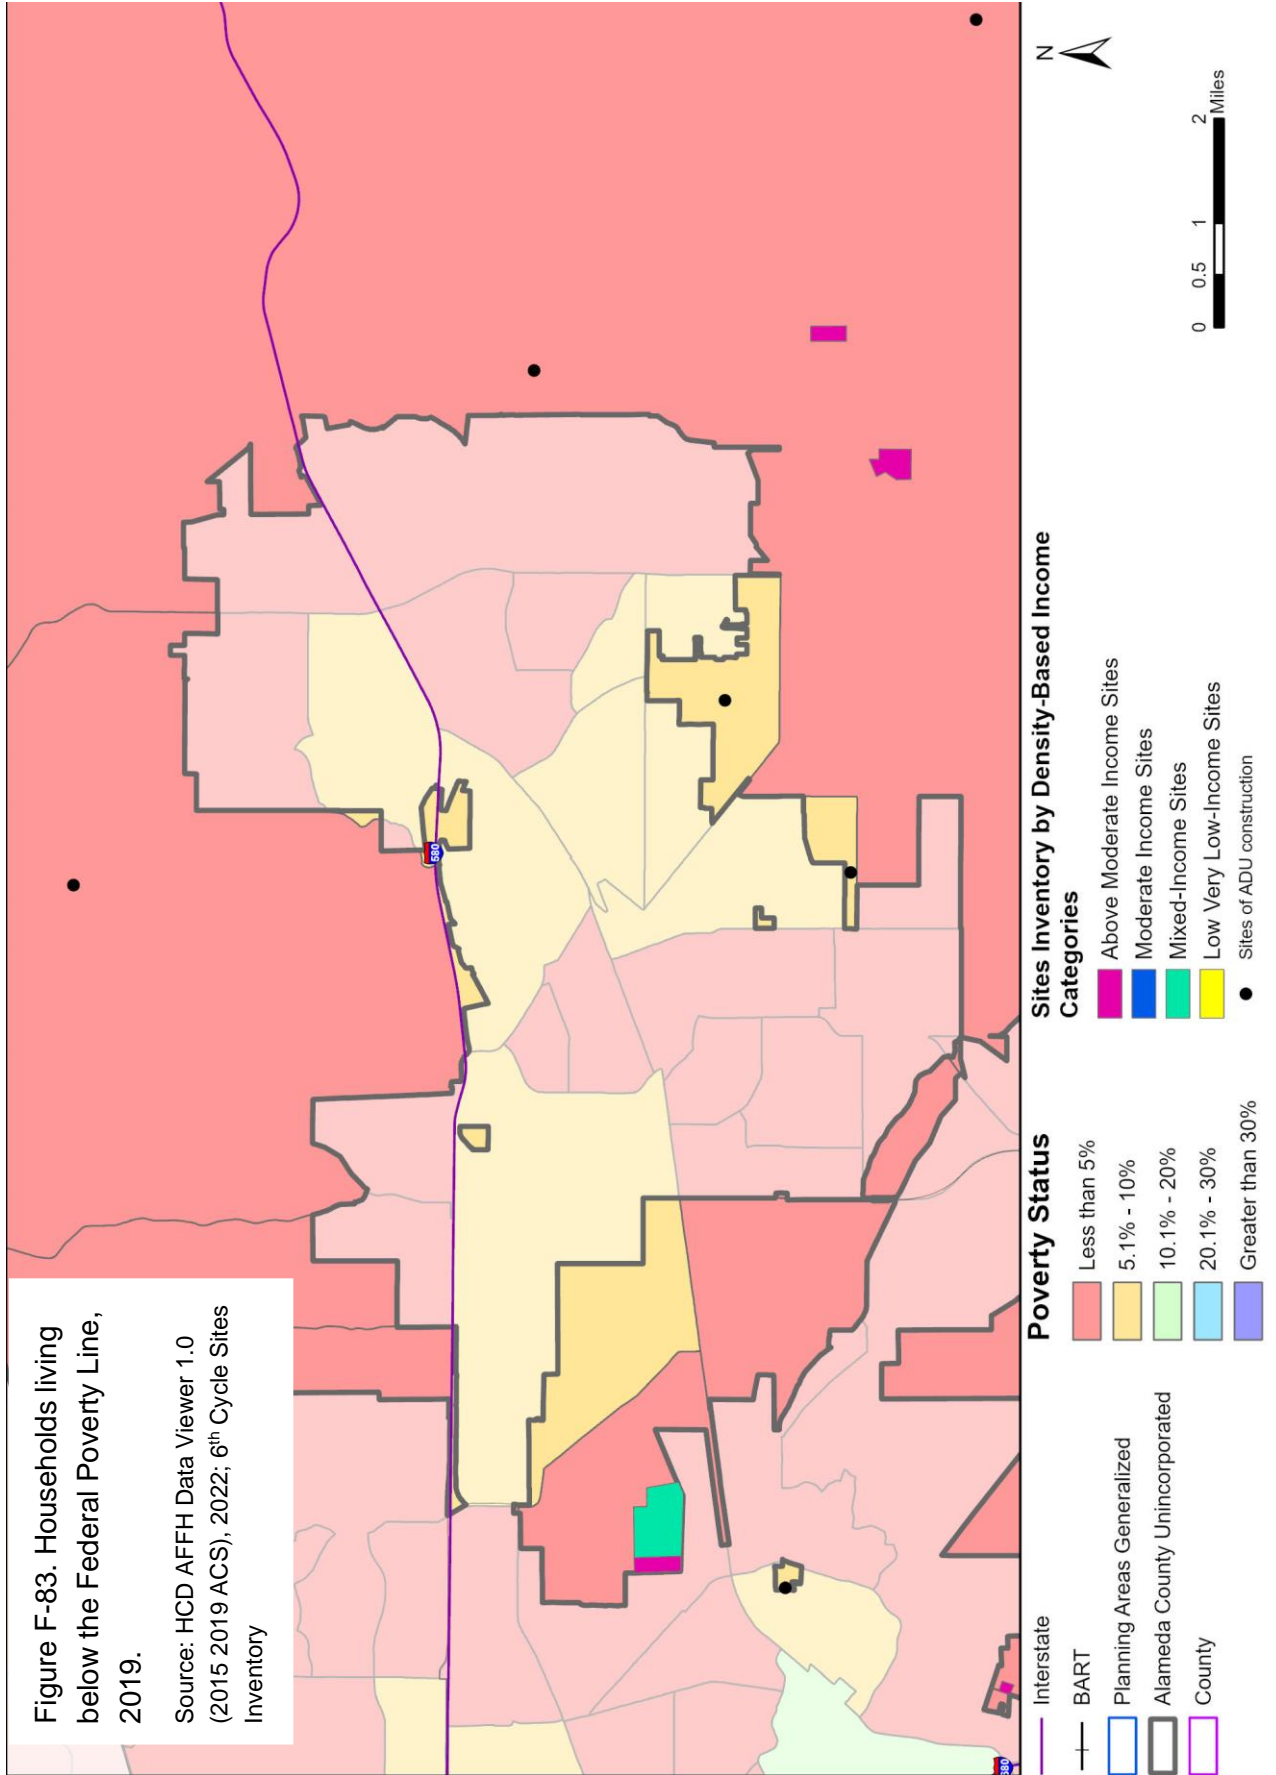 Figure F-83. Households living
below the Federal Poverty Line,
2019.
Source: HCD AFFH Data Viewer 1.0
(2015 2019 ACS), 2022; 6th Cycle Sites
Inventory
680
680
Interstate
BART
Planning Areas Generalized
Alameda County Unincorporated
County
Poverty Status
Less than 5%
5.1% - 10%
10.1% - 20%
20.1% - 30%
Greater than 30%
Sites Inventory by Density-Based Income
Categories
Above Moderate Income Sites
Moderate Income Sites
Mixed-Income Sites
Low Very Low-Income Sites
Sites of ADU construction
0 0.5 1 2
Miles
N